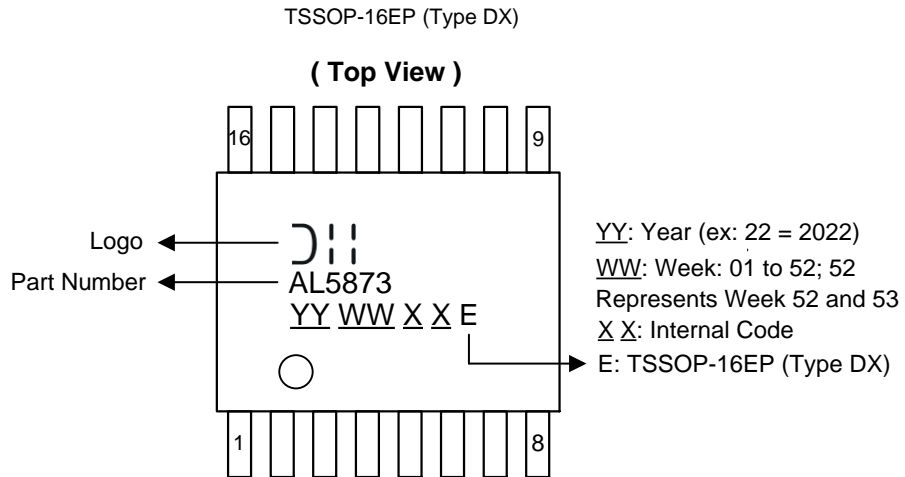 TSSOP-16EP (Type DX)
( Top View )
16
9
Logo
Part Number
AL5873
YY WW X X E
YY: Year (ex: 22 = 2022)
WW: Week: 01 to 52; 52
Represents Week 52 and 53
X X: Internal Code
E: TSSOP-16EP (Type DX)
1
8